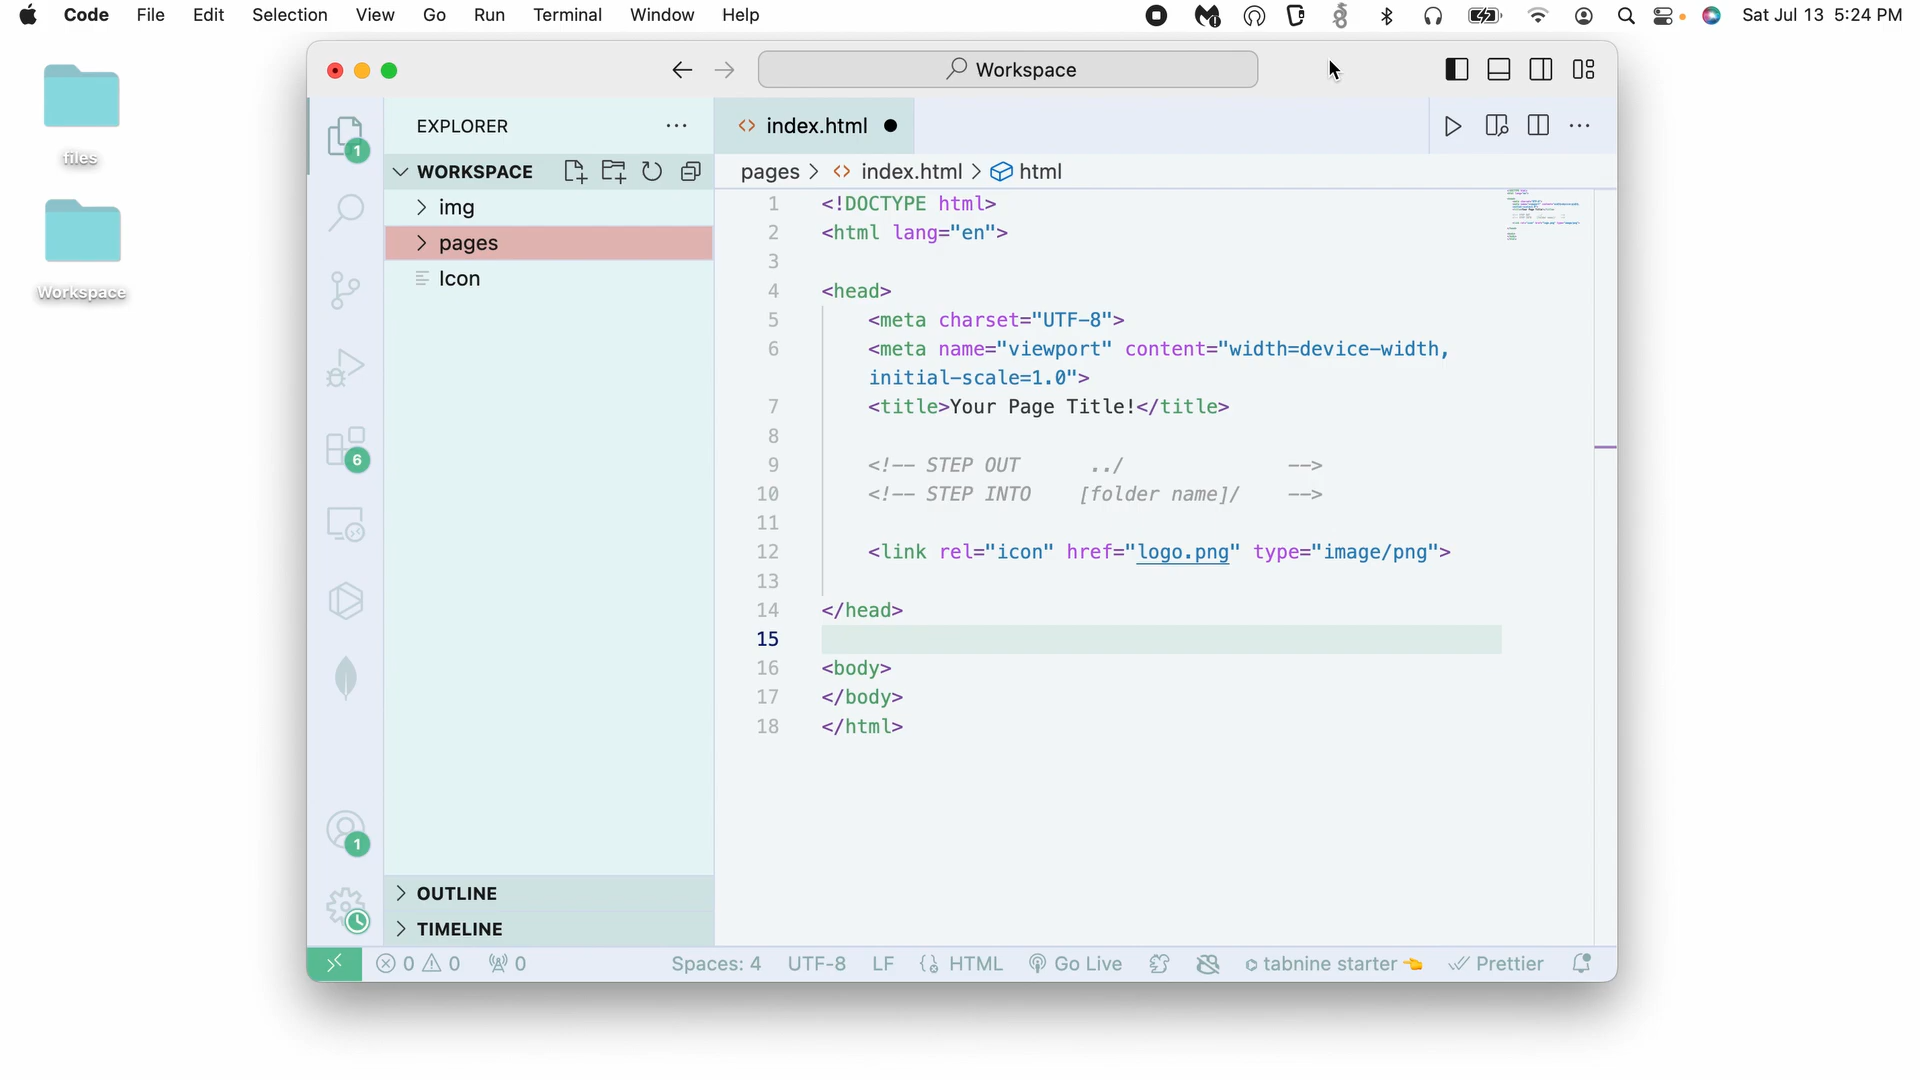 Code File Edit Selection View Go Run Terminal Window Help Sat Jul 13 5:24 PM
files
Workspace
Workspace
EXPLORER
index.html
1
WORKSPACE
pages > index.html > html
img
pages
Icon
1 <!DOCTYPE html>
2 <html lang="en">
3
4 <head>
5 <meta charset="UTF-8">
6 <meta name="viewport" content="width=device-width,
initial-scale=1.0">
7 <title>Your Page Title!</title>
8
9 <!-- STEP OUT ../ -->
10 <!-- STEP INTO [folder name]/ -->
11
12 <link rel="icon" href="logo.png" type="image/png">
13
14 </head>
15
16 <body>
17 </body>
18 </html>
6
1
OUTLINE
TIMELINE
0 0 0 Spaces: 4 UTF-8 LF {} HTML Go Live tabnine starter Prettier